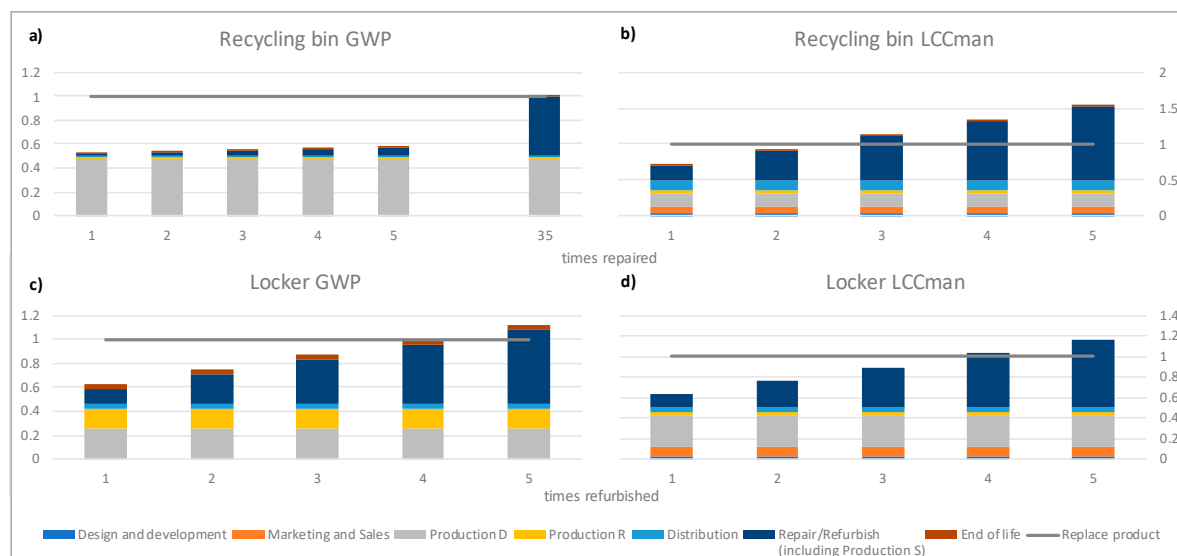 a)
Recycling bin GWP
1.2
1
0.8
0.6
0.4
0.2
0
1 2 3 4 5 35
b)
Recycling bin LCCman
2
1.5
1
0.5
0
1 2 3 4 5
times repaired
c)
Locker GWP
1.2
1
0.8
0.6
0.4
0.2
0
1 2 3 4 5
d)
Locker LCCman
1.4
1.2
1
0.8
0.6
0.4
0.2
0
1 2 3 4 5
times refurbished
Design and development Marketing and Sales Production D Production R Distribution Repair/Refurbish End of life Replace product
(including Production S)